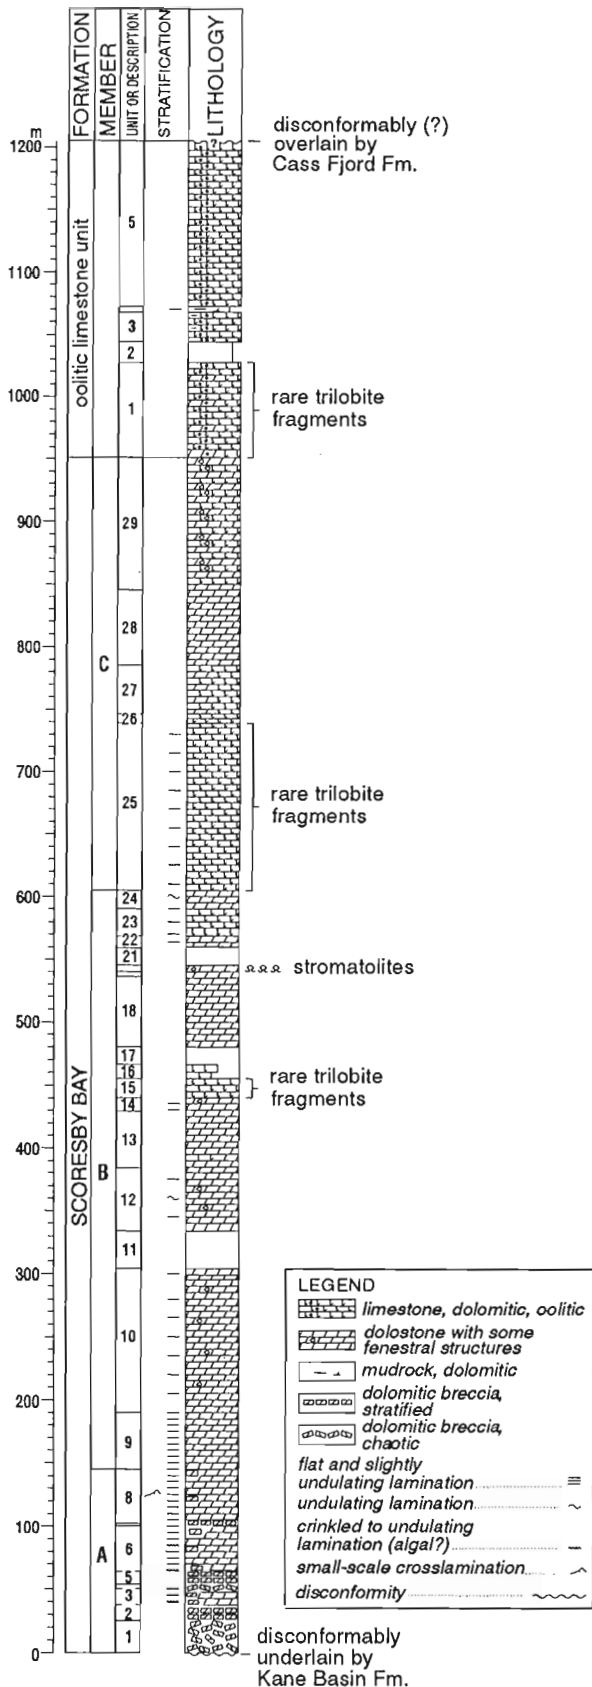 FORMATION
MEMBER
UNIT OR DESCRIPTION
STRATIFICATION
LITHOLOGY
m
disconformably (?)
overlain by
Cass Fjord Fm.
1200
?
5
1100
3
2
oolitic limestone unit
1000
1
rare trilobite
fragments
900
29
800
28
C
27
26
700
25
rare trilobite
fragments
600
24
23
22
21
stromatolites
500
18
17
16
15
rare trilobite
fragments
14
400
13
B
12
SCORESBY BAY
11
300
10
200
9
8
100
A
6
5
3
2
1
0
disconformably
underlain by
Kane Basin Fm.
LEGEND
limestone, dolomitic, oolitic
dolostone with some
fenestral structures
mudrock, dolomitic
dolomitic breccia,
stratified
dolomitic breccia,
chaotic
flat and slightly
undulating lamination
undulating lamination
crinkled to undulating
lamination (algal?)
small-scale crosslamination
disconformity